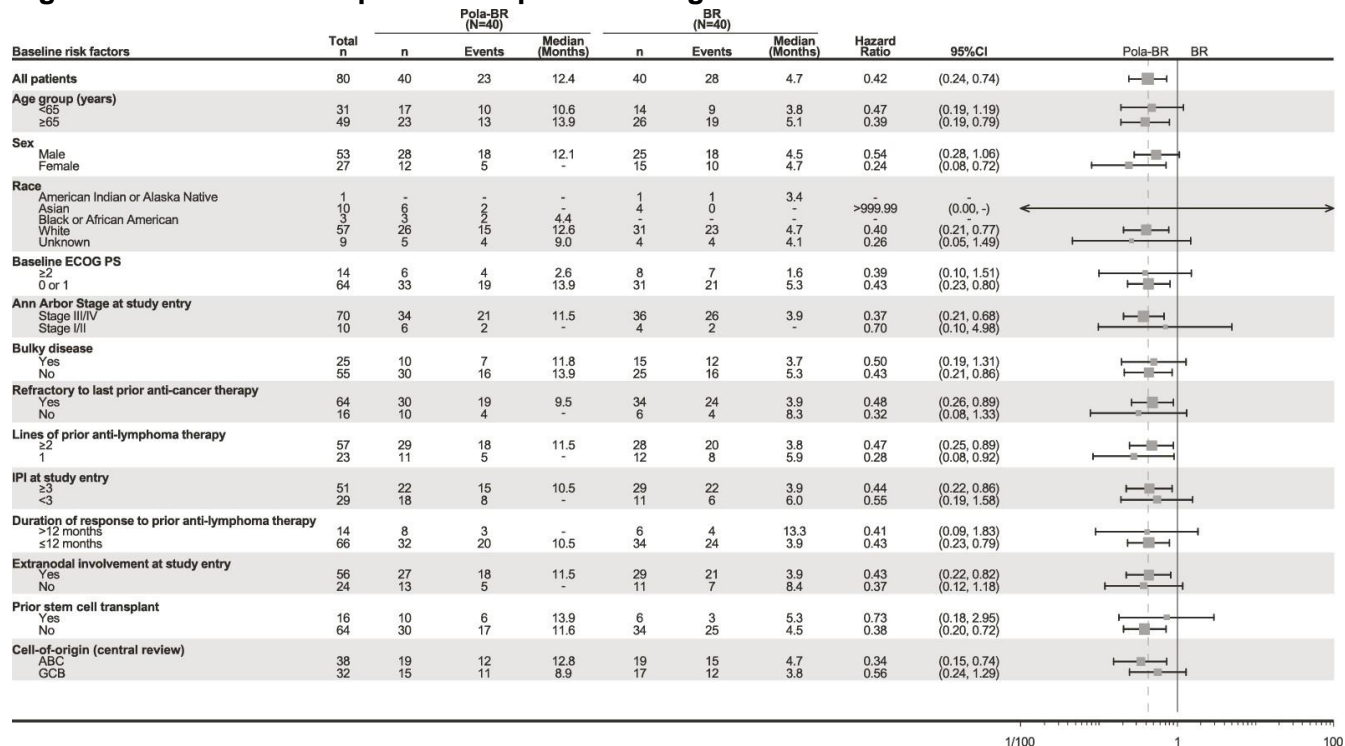 Pola-BR BR
(N=40) (N=40)
Total Median Median Hazard
Baseline risk factors n n Events (Months) n Events (Months) Ratio 95%CI Pola-BR BR
All patients 80 40 23 12.4 40 28 4.7 0.42 (0.24, 0.74)
Age group (years)
<65 31 17 10 10.6 14 9 3.8 0.47 (0.19, 1.19)
≥65 49 23 13 13.9 26 19 5.1 0.39 (0.19, 0.79)
Sex
Male 53 28 18 12.1 25 18 4.5 0.54 (0.28, 1.06)
Female 27 12 5 - 15 10 4.7 0.24 (0.08, 0.72)
Race
American Indian or Alaska Native 1 - - - 1 1 3.4 - -
Asian 10 6 2 - 4 0 - >999.99 (0.00, -)
Black or African American 3 3 2 4.4 - - - - -
White 57 26 15 12.6 31 23 4.7 0.40 (0.21, 0.77)
Unknown 9 5 4 9.0 4 4 4.1 0.26 (0.05, 1.49)
Baseline ECOG PS
≥2 14 6 4 2.6 8 7 1.6 0.39 (0.10, 1.51)
0 or 1 64 33 19 13.9 31 21 5.3 0.43 (0.23, 0.80)
Ann Arbor Stage at study entry
Stage III/IV 70 34 21 11.5 36 26 3.9 0.37 (0.21, 0.68)
Stage I/II 10 6 2 - 4 2 - 0.70 (0.10, 4.98)
Bulky disease
Yes 25 10 7 11.8 15 12 3.7 0.50 (0.19, 1.31)
No 55 30 16 13.9 25 16 5.3 0.43 (0.21, 0.86)
Refractory to last prior anti-cancer therapy
Yes 64 30 19 9.5 34 24 3.9 0.48 (0.26, 0.89)
No 16 10 4 - 6 4 8.3 0.32 (0.08, 1.33)
Lines of prior anti-lymphoma therapy
≥2 57 29 18 11.5 28 20 3.8 0.47 (0.25, 0.89)
1 23 11 5 - 12 8 5.9 0.28 (0.08, 0.92)
IPI at study entry
≥3 51 22 15 10.5 29 22 3.9 0.44 (0.22, 0.86)
<3 29 18 8 - 11 6 6.0 0.55 (0.19, 1.58)
Duration of response to prior anti-lymphoma therapy
>12 months 14 8 3 - 6 4 13.3 0.41 (0.09, 1.83)
≤12 months 66 32 20 10.5 34 24 3.9 0.43 (0.23, 0.79)
Extranodal involvement at study entry
Yes 56 27 18 11.5 29 21 3.9 0.43 (0.22, 0.82)
No 24 13 5 - 11 7 8.4 0.37 (0.12, 1.18)
Prior stem cell transplant
Yes 16 10 6 13.9 6 3 5.3 0.73 (0.18, 2.95)
No 64 30 17 11.6 34 25 4.5 0.38 (0.20, 0.72)
Cell-of-origin (central review)
ABC 38 19 12 12.8 19 15 4.7 0.34 (0.15, 0.74)
GCB 32 15 11 8.9 17 12 3.8 0.56 (0.24, 1.29)
1/100 1 100